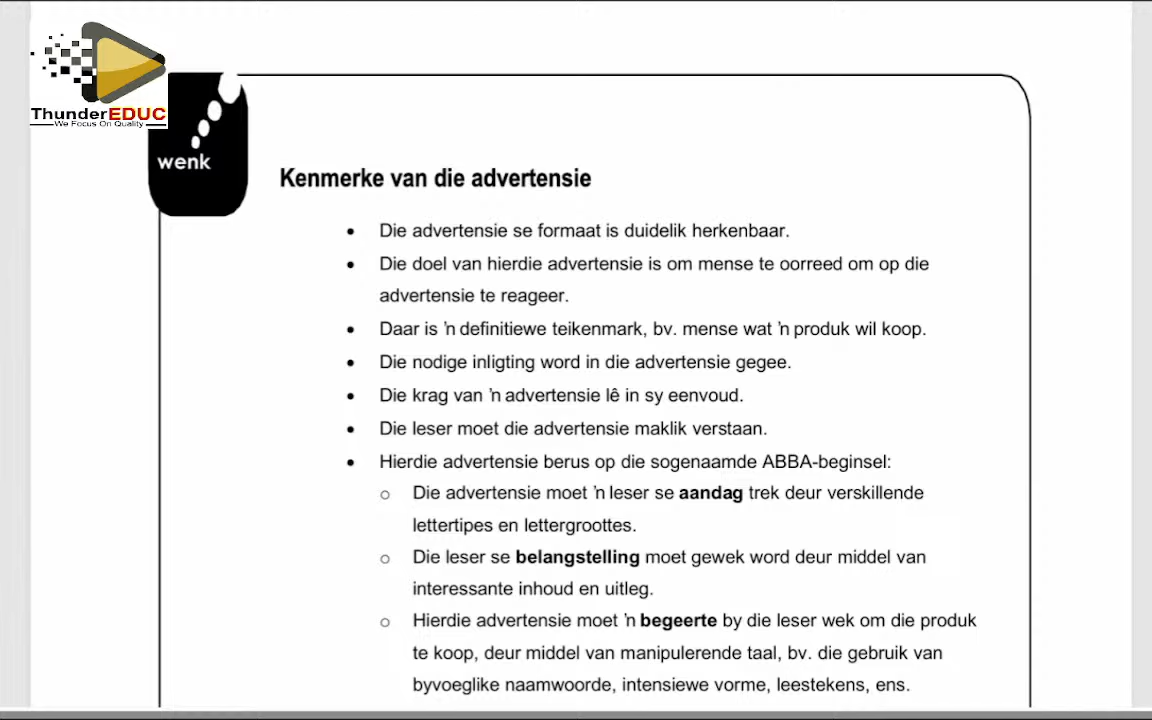 ThunderEDUC
We Focus On Quality
wenk
Kenmerke van die advertensie
• Die advertensie se formaat is duidelik herkenbaar.
• Die doel van hierdie advertensie is om mense te oorreed om op die
advertensie te reageer.
• Daar is 'n definitiewe teikenmark, bv. mense wat 'n produk wil koop.
• Die nodige inligting word in die advertensie gegee.
• Die krag van 'n advertensie lê in sy eenvoud.
• Die leser moet die advertensie maklik verstaan.
• Hierdie advertensie berus op die sogenaamde ABBA-beginsel:
o Die advertensie moet 'n leser se aandag trek deur verskillende
lettertipes en lettergroottes.
o Die leser se belangstelling moet gewek word deur middel van
interessante inhoud en uitleg.
o Hierdie advertensie moet 'n begeerte by die leser wek om die produk
te koop, deur middel van manipulerende taal, bv. die gebruik van
byvoeglike naamwoorde, intensiewe vorme, leestekens, ens.